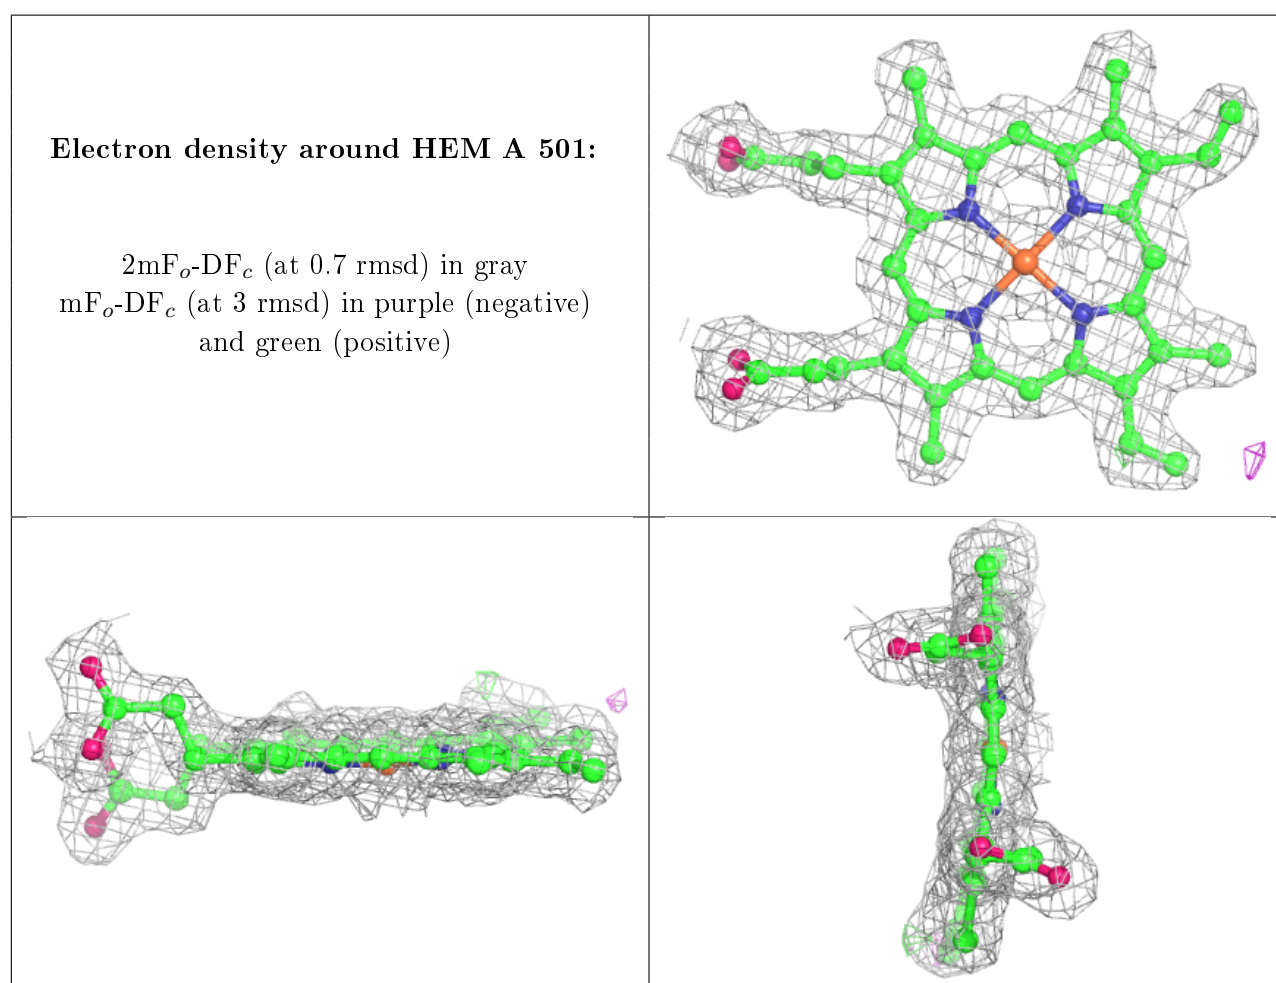 Electron density around HEM A 501:
2mFₒ-DF𝒸 (at 0.7 rmsd) in gray
mFₒ-DF𝒸 (at 3 rmsd) in purple (negative)
and green (positive)